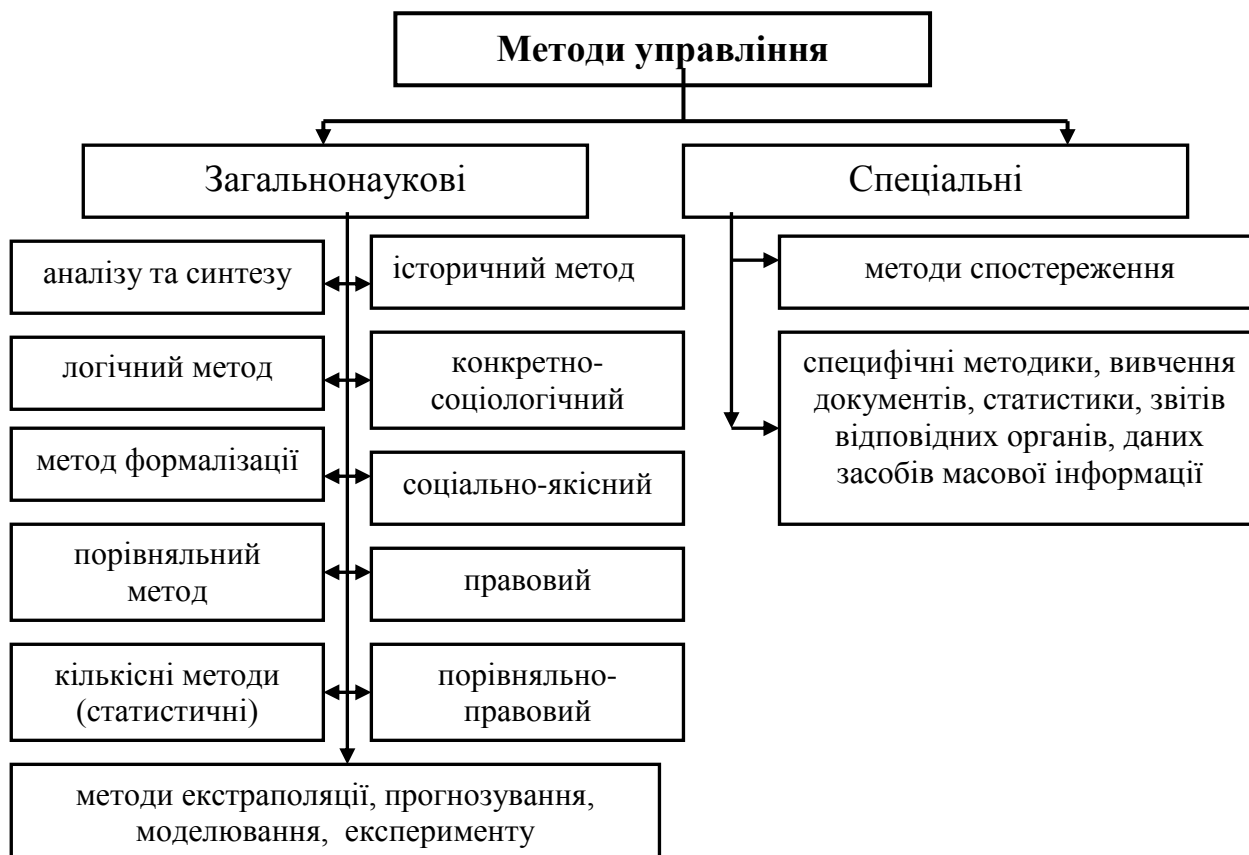 Методи управління
Загальнонаукові
Спеціальні
аналізу та синтезу
історичний метод
методи спостереження
логічний метод
конкретно-
соціологічний
специфічні методики, вивчення
документів, статистики, звітів
відповідних органів, даних
засобів масової інформації
метод формалізації
соціально-якісний
порівняльний
метод
правовий
кількісні методи
(статистичні)
порівняльно-
правовий
методи екстраполяції, прогнозування,
моделювання, експерименту